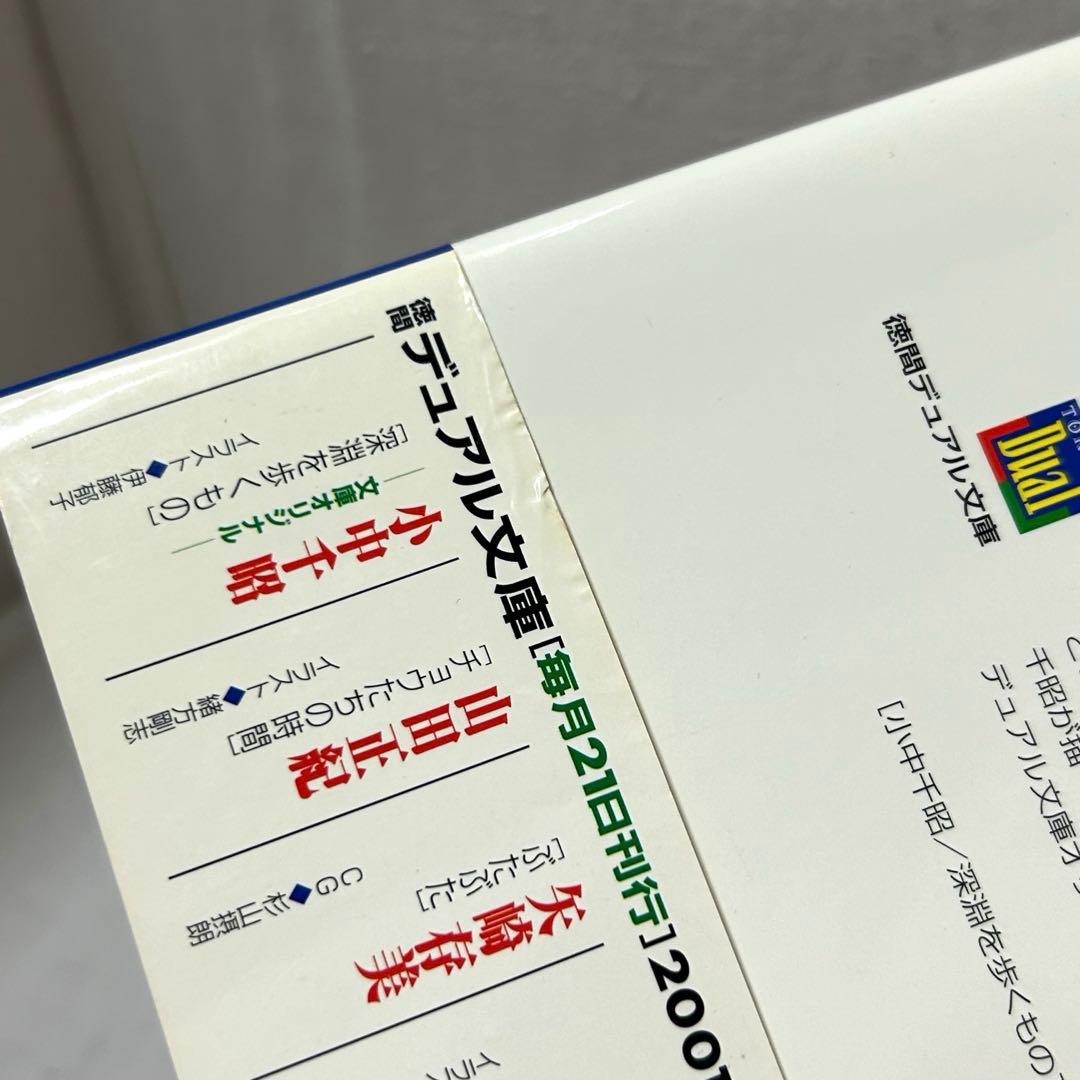 徳間デュアル文庫[毎月21日刊行]2001
小中千昭
文庫オリジナル
[深淵を歩くもの]
イラスト◆伊藤郁子
山田正紀
[チョウたちの時間]
イラスト◆緒方剛志
矢崎存美
[ぶたぶた]
CG◆杉山摂朗
イラス
徳間デュアル文庫
Dual
千昭が描
デュアル文庫オ
[小中千昭／深淵を歩くもの